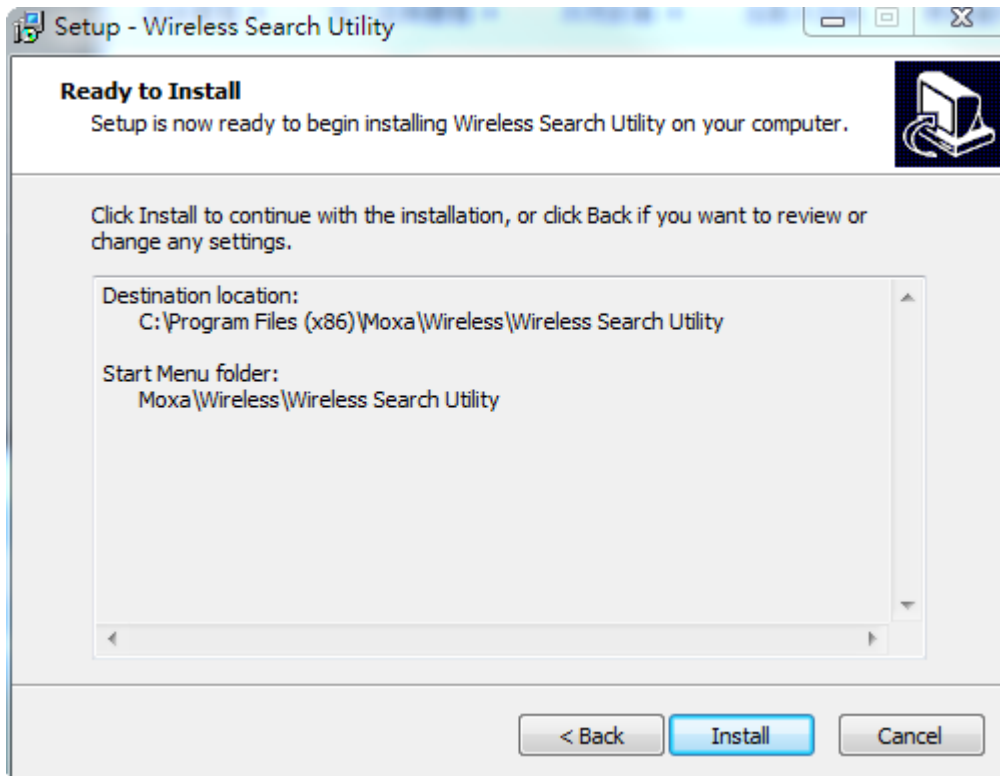 Setup - Wireless Search Utility
Ready to Install
Setup is now ready to begin installing Wireless Search Utility on your computer.
Click Install to continue with the installation, or click Back if you want to review or
change any settings.
Destination location:
C:\Program Files (x86)\Moxa\Wireless\Wireless Search Utility
Start Menu folder:
Moxa\Wireless\Wireless Search Utility
< Back
Install
Cancel